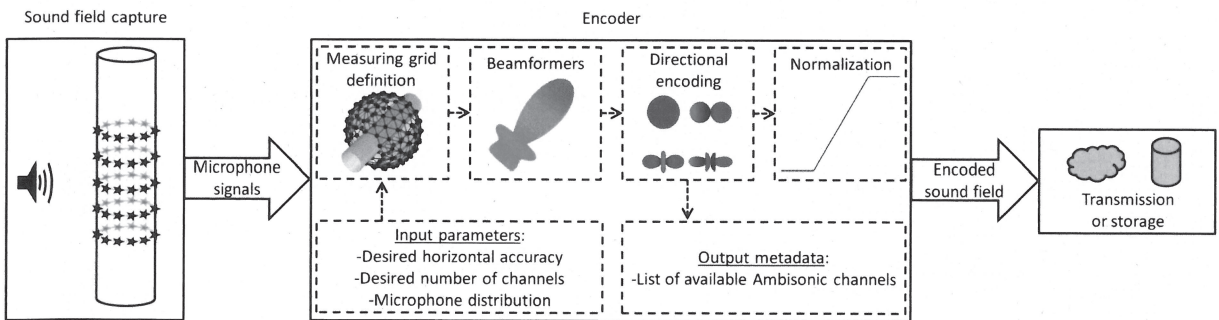 Sound field capture
Encoder
Measuring grid
definition
Beamformers
Directional
encoding
Normalization
Microphone
signals
Input parameters:
-Desired horizontal accuracy
-Desired number of channels
-Microphone distribution
Output metadata:
-List of available Ambisonic channels
Encoded
sound field
Transmission
or storage